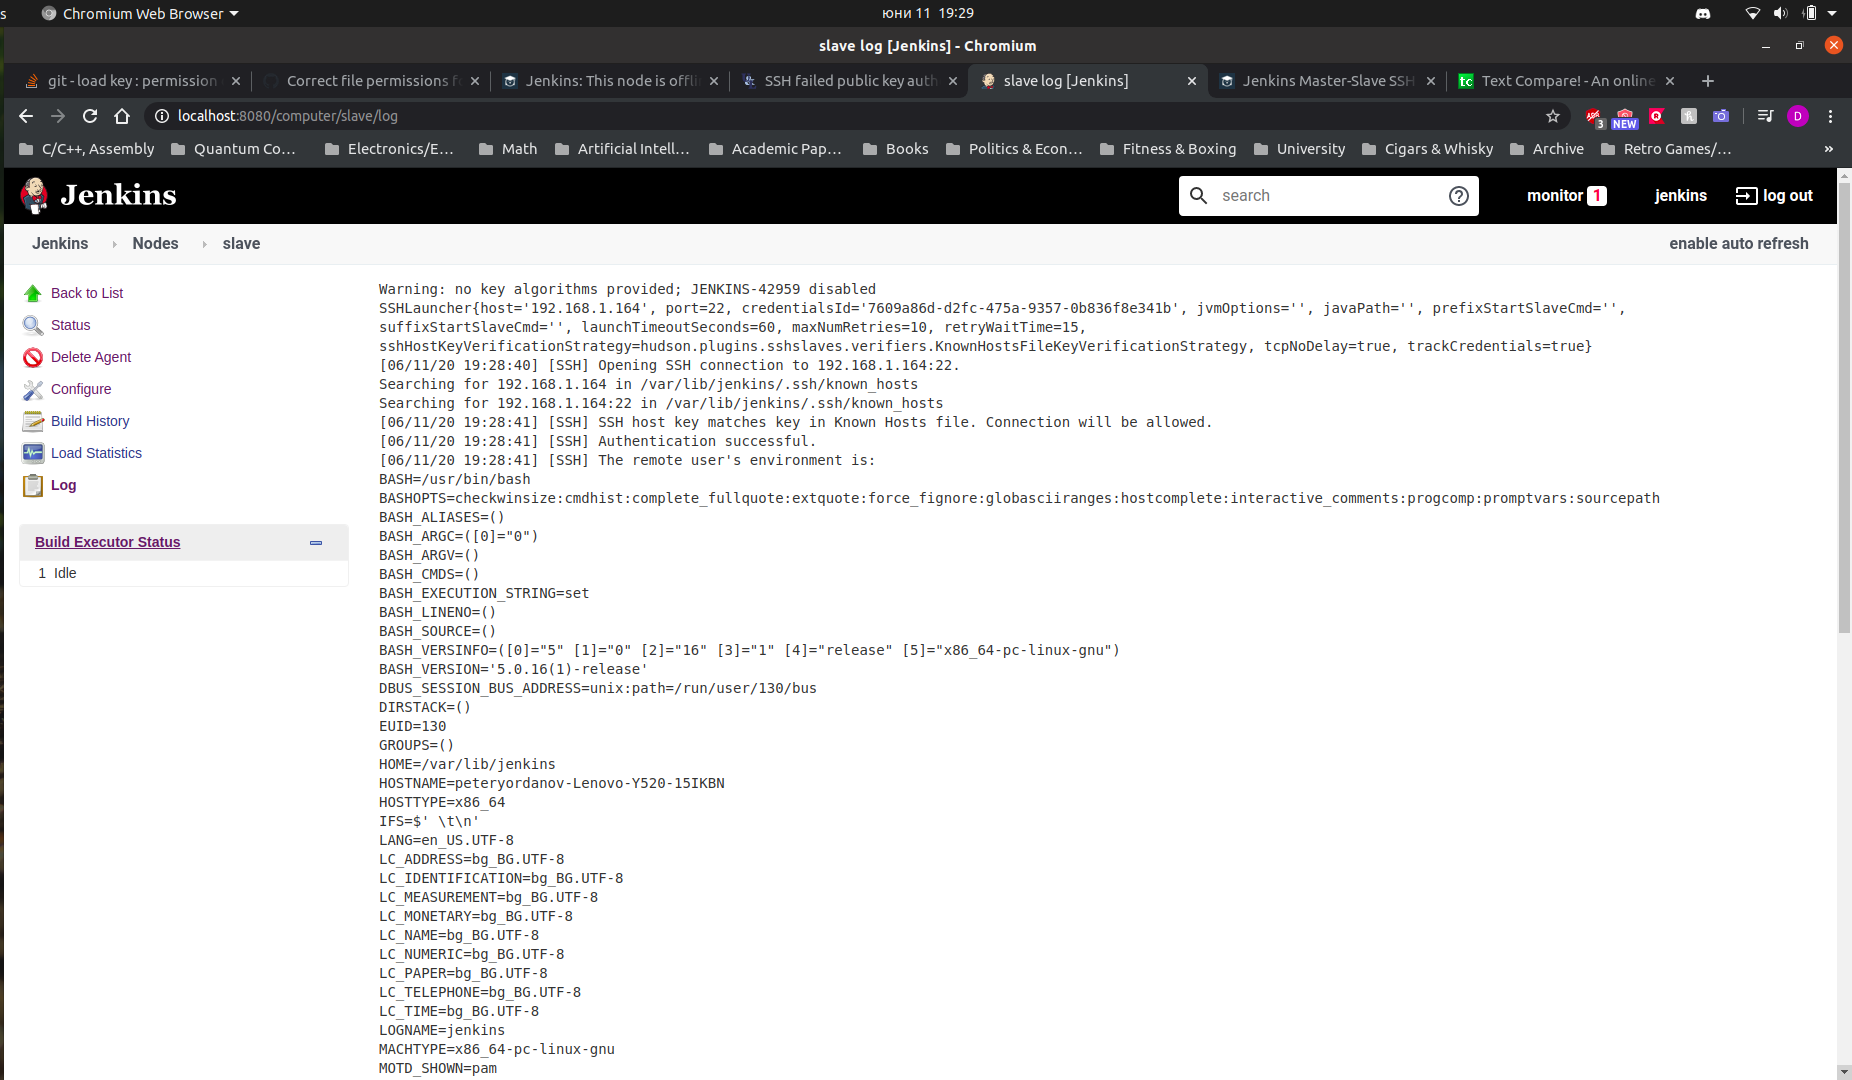 s
Chromium Web Browser
юни 11 19:29
slave log [Jenkins] - Chromium
git - load key : permission
Correct file permissions f
Jenkins: This node is offli
SSH failed public key auth
slave log [Jenkins]
Jenkins Master-Slave SSH
Text Compare! - An online
localhost:8080/computer/slave/log
3
NEW
D
C/C++, Assembly
Quantum Co...
Electronics/E...
Math
Artificial Intell...
Academic Pap...
Books
Politics & Econ...
Fitness & Boxing
University
Cigars & Whisky
Archive
Retro Games/...
»
Jenkins
search
monitor 1
jenkins
log out
Jenkins
Nodes
slave
enable auto refresh
Back to List
Status
Delete Agent
Configure
Build History
Load Statistics
Log
Build Executor Status
1 Idle
Warning: no key algorithms provided; JENKINS-42959 disabled
SSHLauncher{host='192.168.1.164', port=22, credentialsId='7609a86d-d2fc-475a-9357-0b836f8e341b', jvmOptions='', javaPath='', prefixStartSlaveCmd='',
suffixStartSlaveCmd='', launchTimeoutSeconds=60, maxNumRetries=10, retryWaitTime=15,
sshHostKeyVerificationStrategy=hudson.plugins.sshslaves.verifiers.KnownHostsFileKeyVerificationStrategy, tcpNoDelay=true, trackCredentials=true}
[06/11/20 19:28:40] [SSH] Opening SSH connection to 192.168.1.164:22.
Searching for 192.168.1.164 in /var/lib/jenkins/.ssh/known_hosts
Searching for 192.168.1.164:22 in /var/lib/jenkins/.ssh/known_hosts
[06/11/20 19:28:41] [SSH] SSH host key matches key in Known Hosts file. Connection will be allowed.
[06/11/20 19:28:41] [SSH] Authentication successful.
[06/11/20 19:28:41] [SSH] The remote user's environment is:
BASH=/usr/bin/bash
BASHOPTS=checkwinsize:cmdhist:complete_fullquote:extquote:force_fignore:globasciiranges:hostcomplete:interactive_comments:progcomp:promptvars:sourcepath
BASH_ALIASES=()
BASH_ARGC=([0]="0")
BASH_ARGV=()
BASH_CMDS=()
BASH_EXECUTION_STRING=set
BASH_LINENO=()
BASH_SOURCE=()
BASH_VERSINFO=([0]="5" [1]="0" [2]="16" [3]="1" [4]="release" [5]="x86_64-pc-linux-gnu")
BASH_VERSION='5.0.16(1)-release'
DBUS_SESSION_BUS_ADDRESS=unix:path=/run/user/130/bus
DIRSTACK=()
EUID=130
GROUPS=()
HOME=/var/lib/jenkins
HOSTNAME=peteryordanov-Lenovo-Y520-15IKBN
HOSTTYPE=x86_64
IFS=$' \t\n'
LANG=en_US.UTF-8
LC_ADDRESS=bg_BG.UTF-8
LC_IDENTIFICATION=bg_BG.UTF-8
LC_MEASUREMENT=bg_BG.UTF-8
LC_MONETARY=bg_BG.UTF-8
LC_NAME=bg_BG.UTF-8
LC_NUMERIC=bg_BG.UTF-8
LC_PAPER=bg_BG.UTF-8
LC_TELEPHONE=bg_BG.UTF-8
LC_TIME=bg_BG.UTF-8
LOGNAME=jenkins
MACHTYPE=x86_64-pc-linux-gnu
MOTD_SHOWN=pam